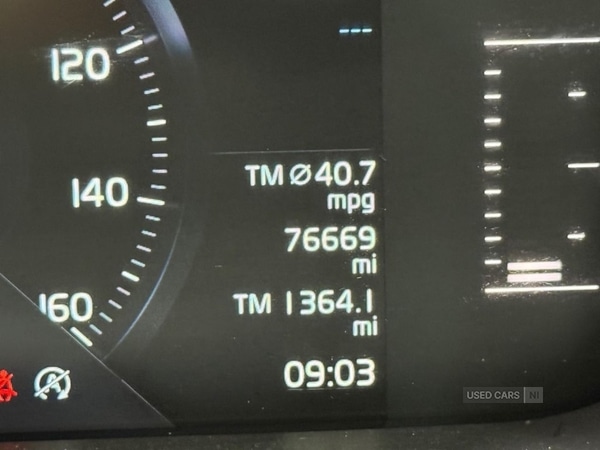 120
---
TM Ø40.7
mpg
140
76669
mi
160
TM 1364.1
mi
09:03
USED CARS NI